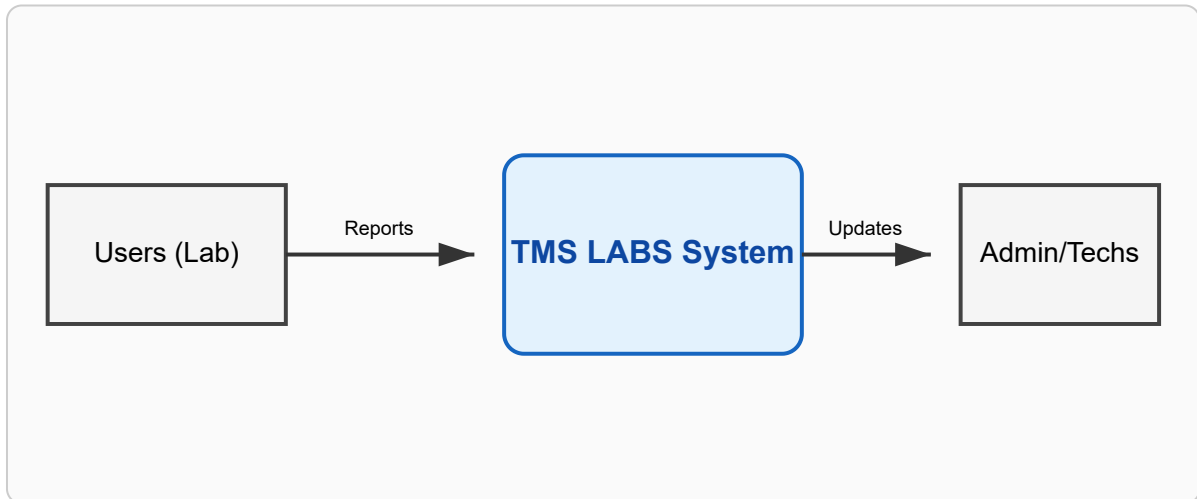 Users (Lab)
Reports
TMS LABS System
Updates
Admin/Techs